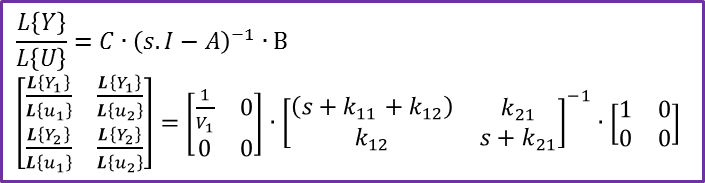 L{Y}/L{U} = C · (s.I − A)⁻¹ · B
[L{Y₁}/L{u₁} L{Y₁}/L{u₂}; L{Y₂}/L{u₁} L{Y₂}/L{u₂}] = [1/V₁ 0; 0 0] · [(s + k₁₁ + k₁₂) k₂₁; k₁₂ s + k₂₁]⁻¹ · [1 0; 0 0]